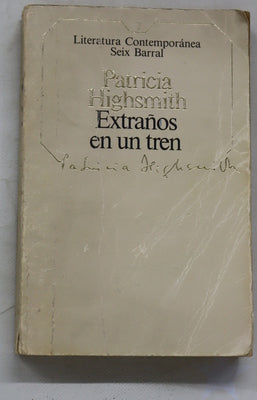 Literatura Contemporánea
Seix Barral
Patricia
Highsmith
Extraños
en un tren
Patricia Highsmith